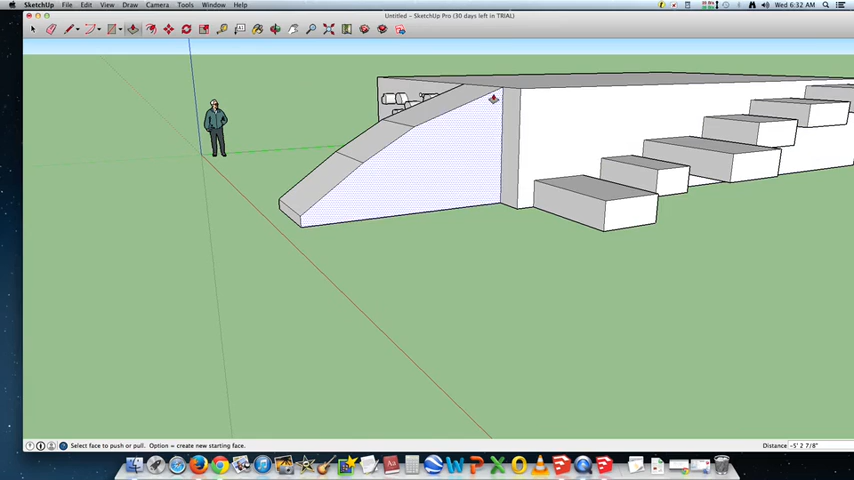 SketchUp File Edit View Draw Camera Tools Window Help
Wed 6:32 AM
Untitled - SketchUp Pro (30 days left in TRIAL)
Select face to push or pull. Option = create new starting face.
Distance -5' 2 7/8"